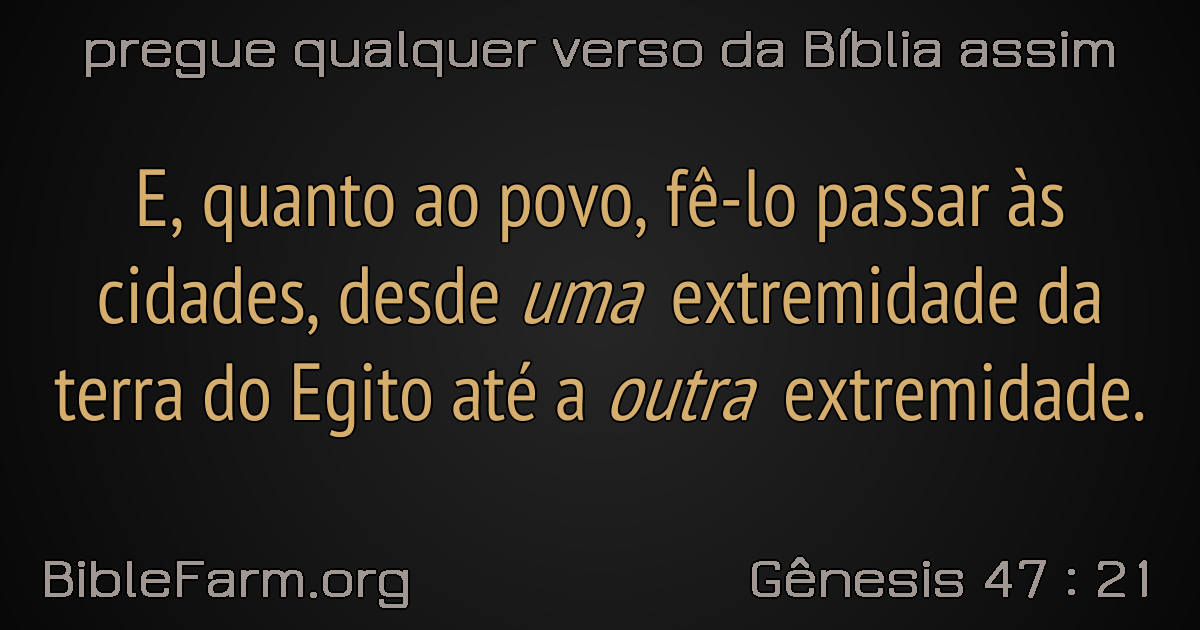 pregue qualquer verso da Bíblia assim
E, quanto ao povo, fê-lo passar às
cidades, desde uma extremidade da
terra do Egito até a outra extremidade.
BibleFarm.org
Gênesis 47 : 21